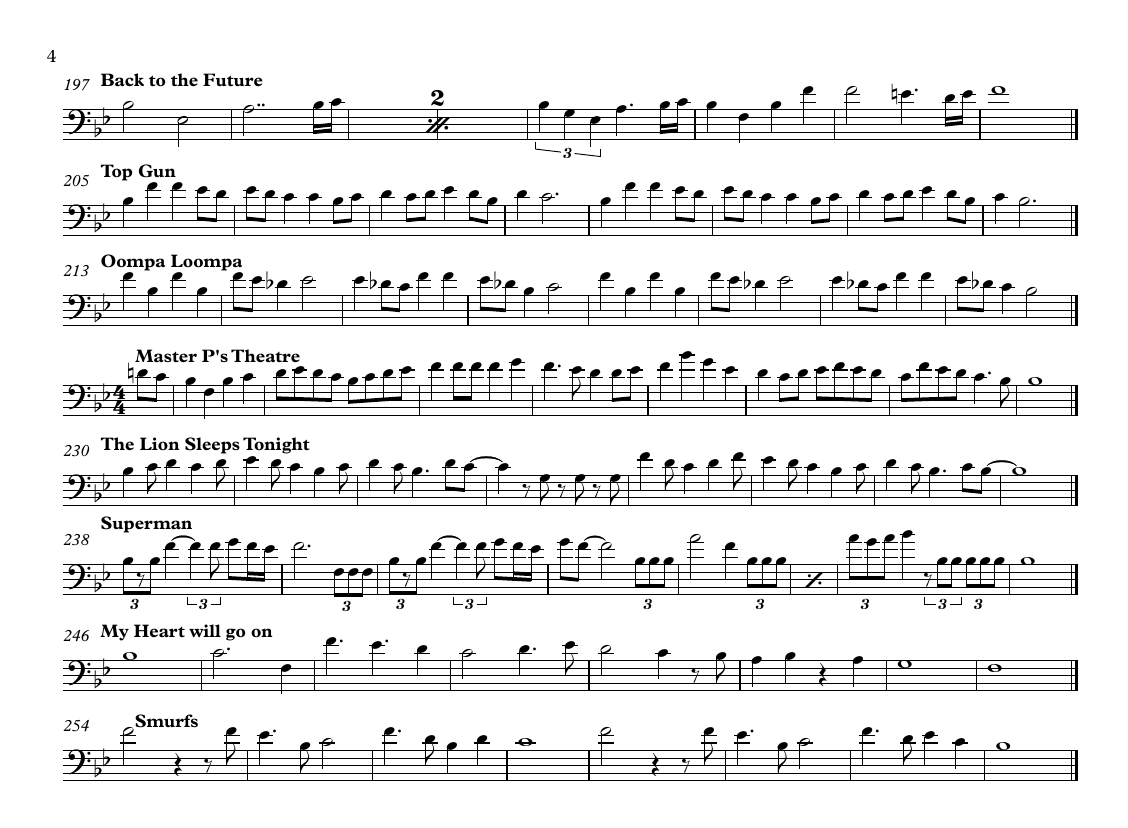 4
197 Back to the Future
2
3
205 Top Gun
213 Oompa Loompa
Master P's Theatre
4
4
230 The Lion Sleeps Tonight
238 Superman
3 3 3 3 3 3 3 3 3 3
246 My Heart will go on
254 Smurfs